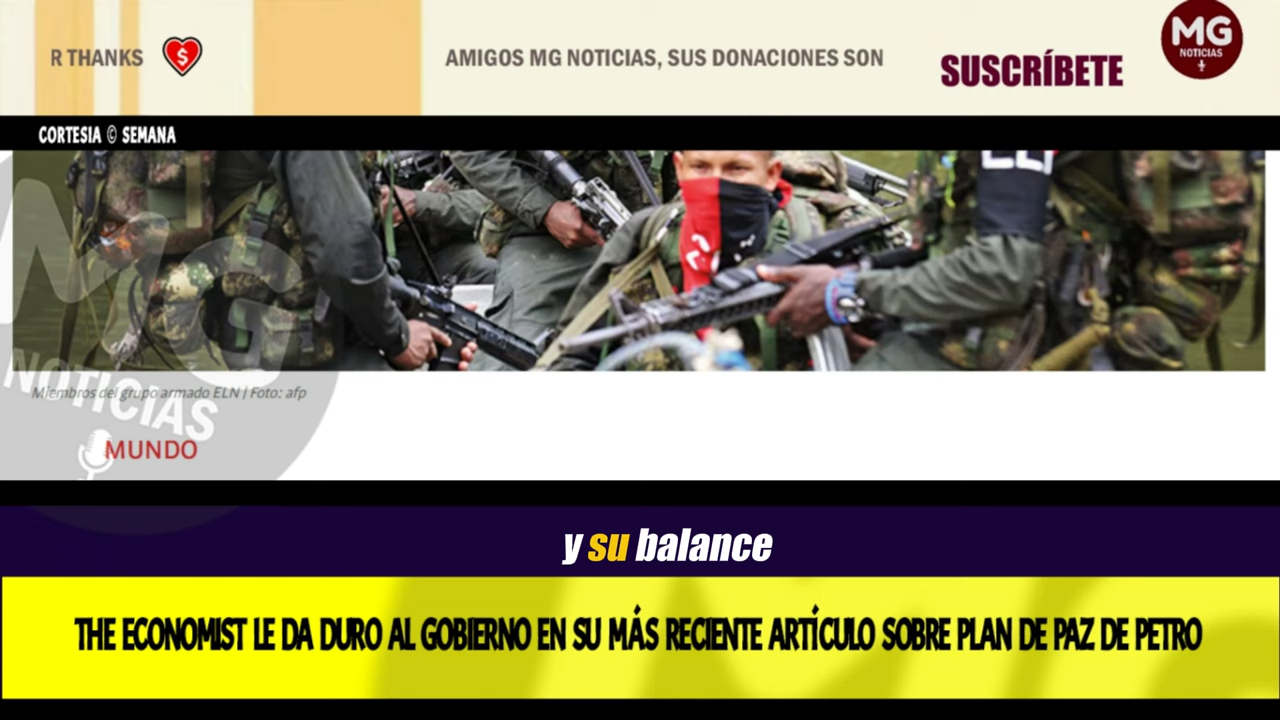 R THANKS
AMIGOS MG NOTICIAS, SUS DONACIONES SON
SUSCRÍBETE
MG
NOTICIAS
CORTESIA © SEMANA
MG
NOTICIAS
Miembros del grupo armado ELN | Foto: afp
MUNDO
y su balance
THE ECONOMIST LE DA DURO AL GOBIERNO EN SU MÁS RECIENTE ARTÍCULO SOBRE PLAN DE PAZ DE PETRO